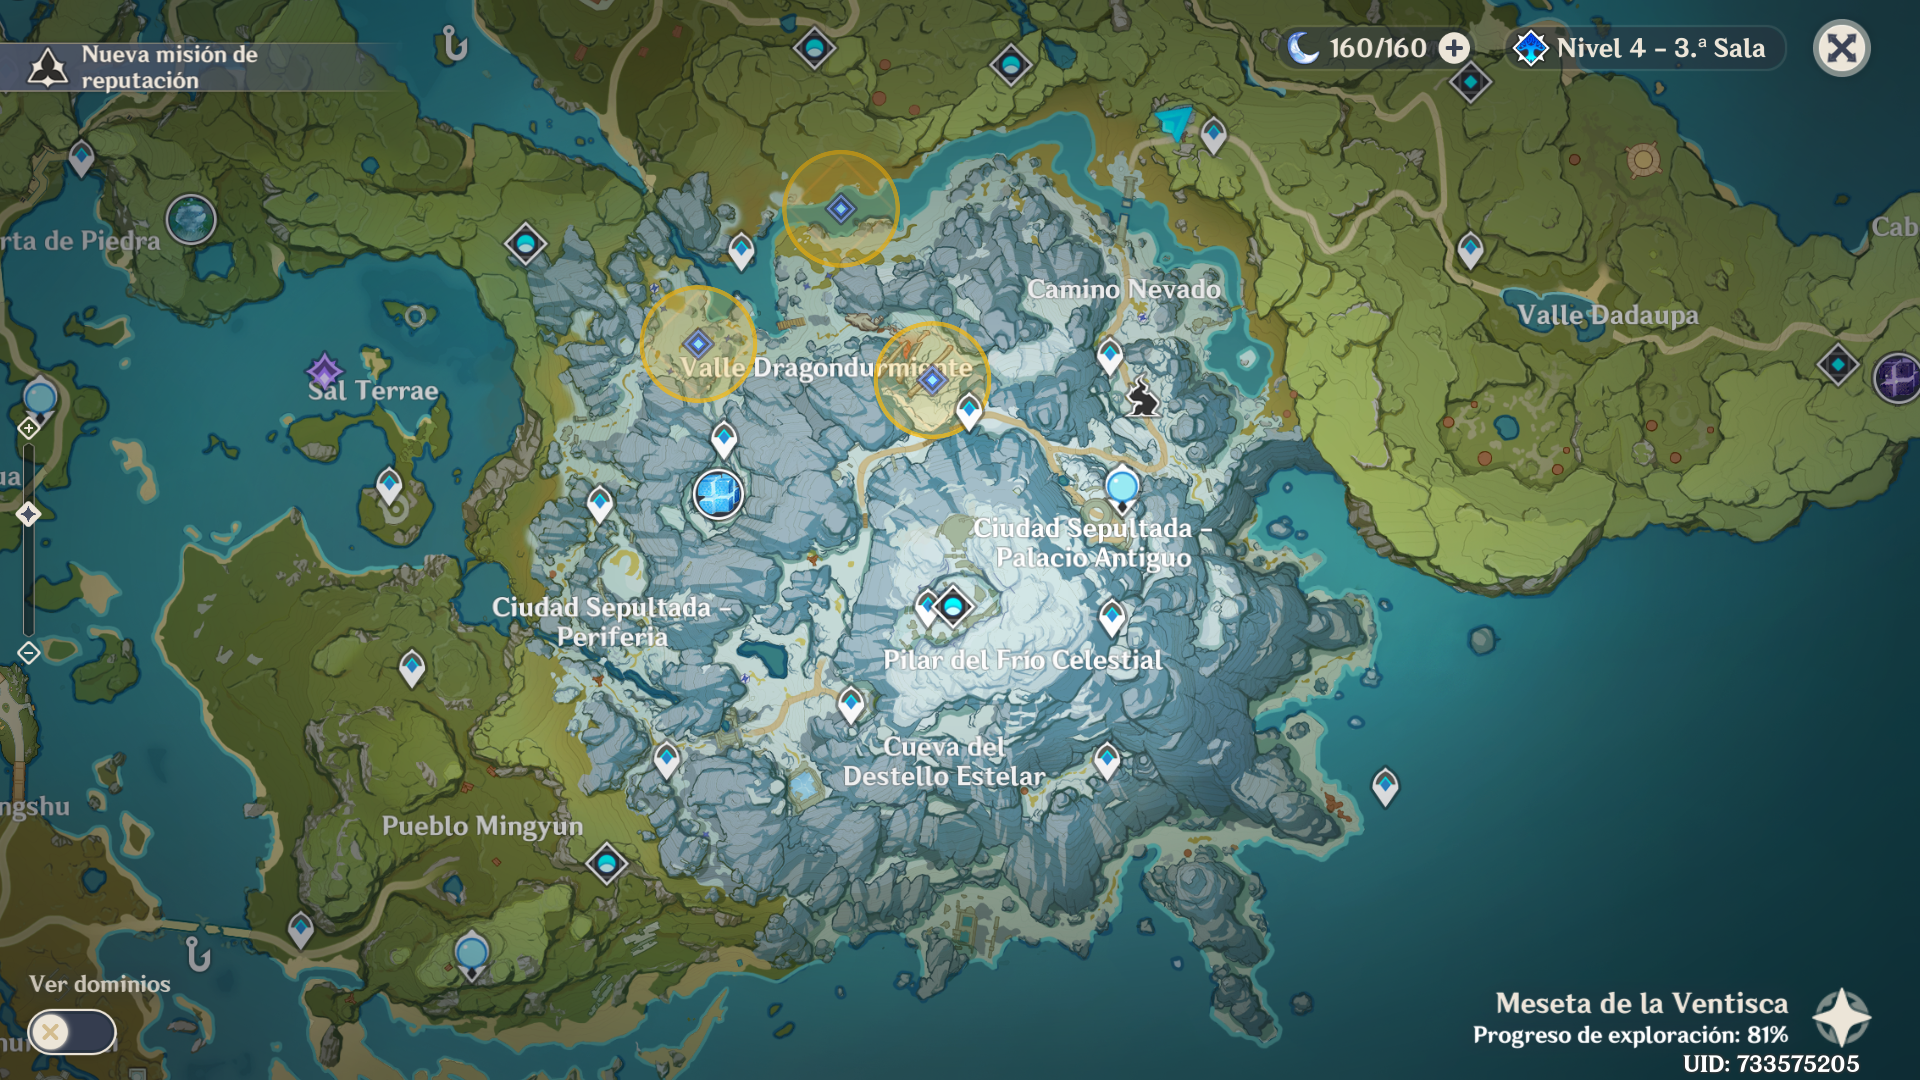 Nueva misión de
reputación
160/160
Nivel 4 – 3.ª Sala
rta de Piedra
Cab
Camino Nevado
Valle Dadaupa
Valle Dragondurmiente
Sal Terrae
ua
Ciudad Sepultada –
Palacio Antiguo
Ciudad Sepultada –
Periferia
Pilar del Frío Celestial
Cueva del
Destello Estelar
ngshu
Pueblo Mingyun
Ver dominios
Meseta de la Ventisca
Progreso de exploración: 81%
UID: 733575205